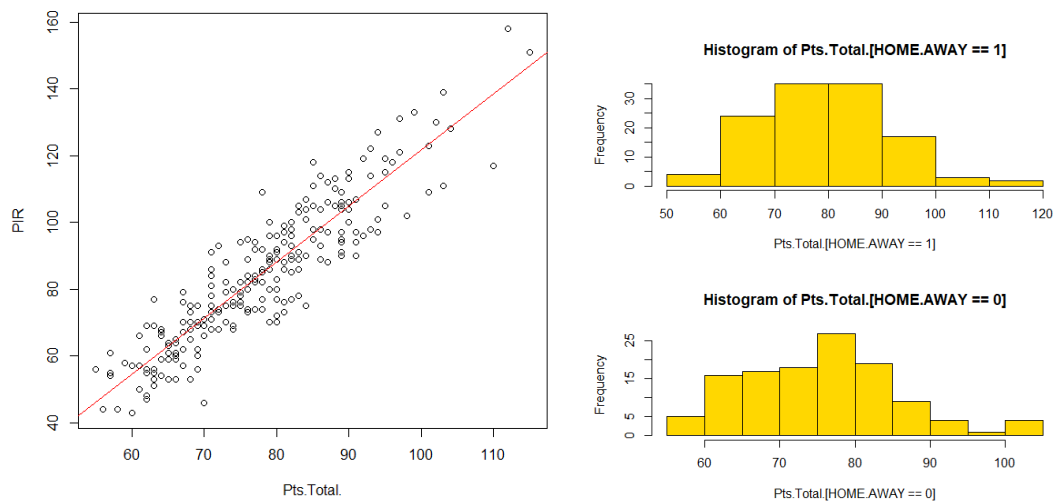 160
140
120
100
80
60
40
PIR
60 70 80 90 100 110
Pts.Total.
Histogram of Pts.Total.[HOME.AWAY == 1]
Frequency
30
15
0
50 60 70 80 90 100 110 120
Pts.Total.[HOME.AWAY == 1]
Histogram of Pts.Total.[HOME.AWAY == 0]
Frequency
25
15
5
0
60 70 80 90 100
Pts.Total.[HOME.AWAY == 0]